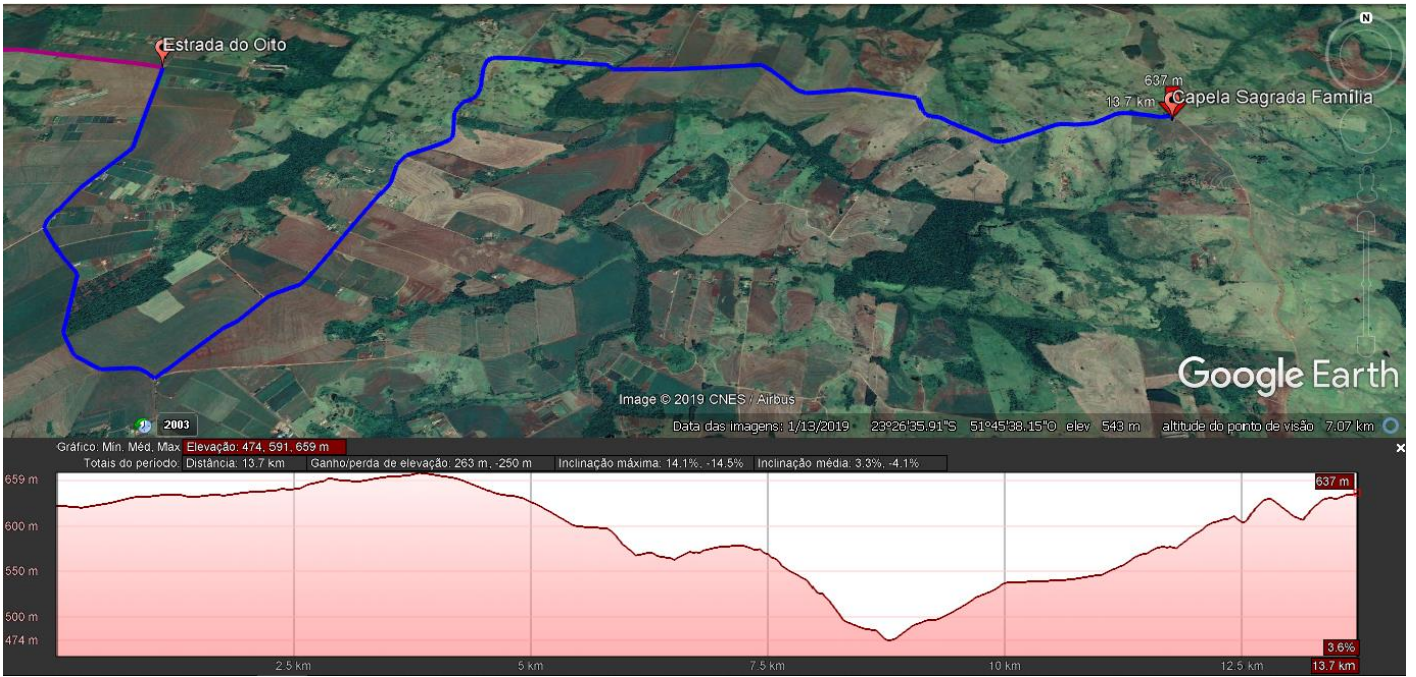 N
Estrada do Oito
637 m
13.7 km Capela Sagrada Família
Google Earth
Image © 2019 CNES / Airbus
2003
Data das imagens: 1/13/2019 23°26'35.91"S 51°45'38.15"O elev 543 m altitude do ponto de visão 7.07 km
Gráfico: Mín, Méd, Max Elevação: 474, 591, 659 m
Totais do período: Distância: 13.7 km Ganho/perda de elevação: 263 m, -250 m Inclinação máxima: 14.1%, -14.5% Inclinação média: 3.3%, -4.1%
659 m
637 m
600 m
550 m
500 m
474 m
3.6%
2.5 km 5 km 7.5 km 10 km 12.5 km 13.7 km